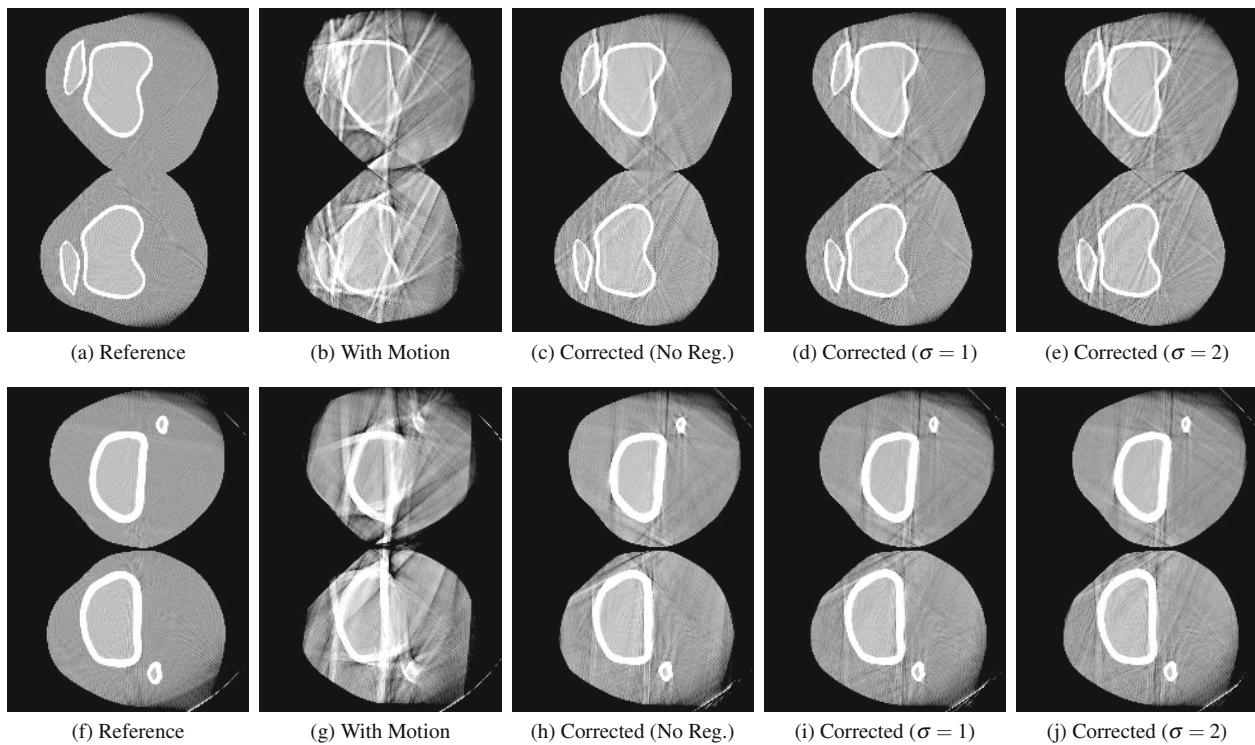 (a) Reference
(b) With Motion
(c) Corrected (No Reg.)
(d) Corrected (σ = 1)
(e) Corrected (σ = 2)
(f) Reference
(g) With Motion
(h) Corrected (No Reg.)
(i) Corrected (σ = 1)
(j) Corrected (σ = 2)